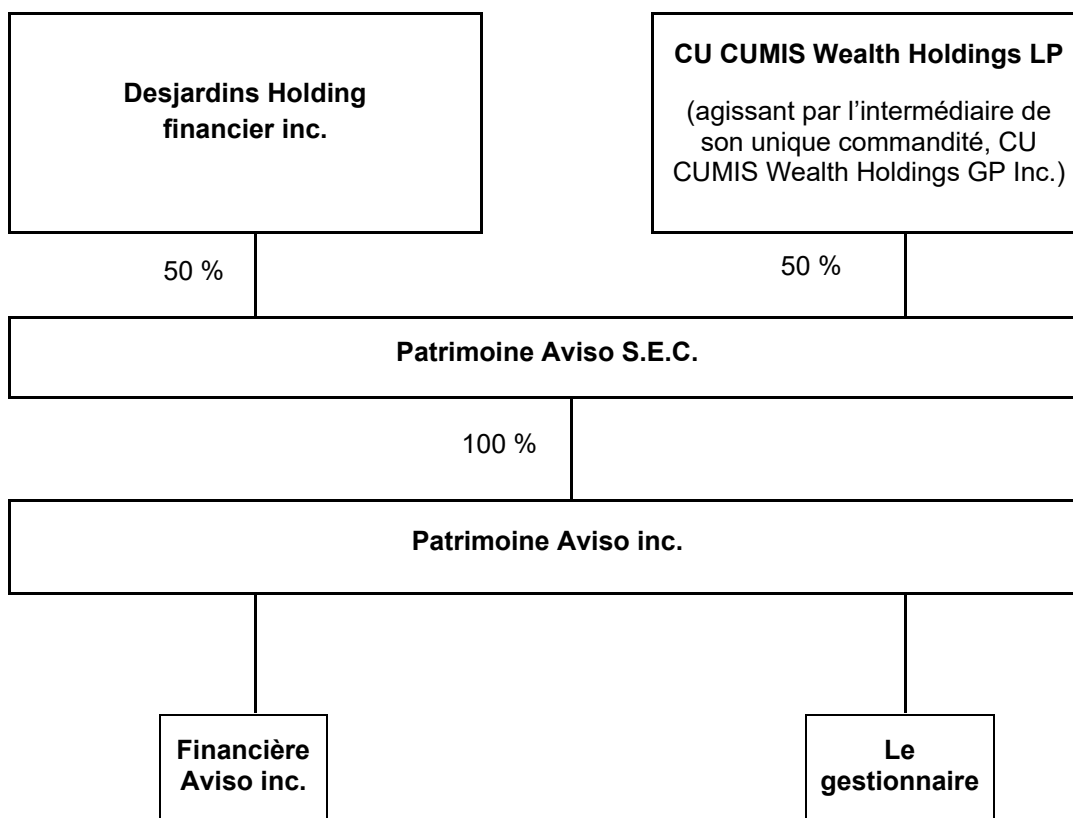 Desjardins Holding
financier inc.
CU CUMIS Wealth Holdings LP
(agissant par l’intermédiaire de
son unique commandité, CU
CUMIS Wealth Holdings GP Inc.)
50 %
50 %
Patrimoine Aviso S.E.C.
100 %
Patrimoine Aviso inc.
Financière
Aviso inc.
Le
gestionnaire